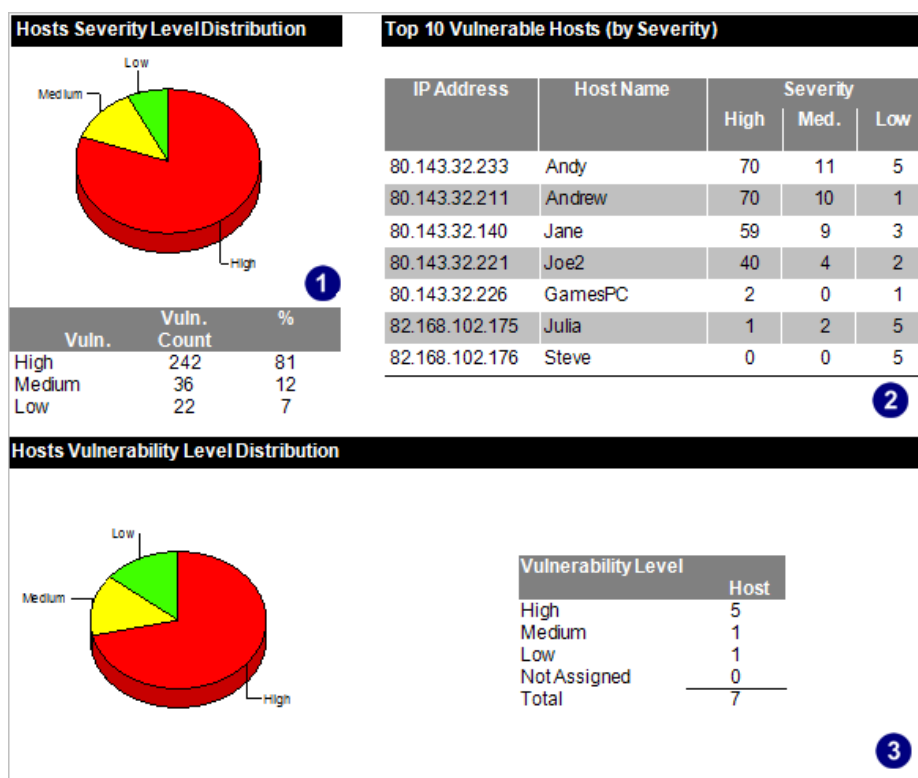 Hosts Severity Level Distribution
Low
Medium
High
1
Vuln. Vuln. Count %
High 242 81
Medium 36 12
Low 22 7
Top 10 Vulnerable Hosts (by Severity)
IP Address Host Name Severity
High Med. Low
80.143.32.233 Andy 70 11 5
80.143.32.211 Andrew 70 10 1
80.143.32.140 Jane 59 9 3
80.143.32.221 Joe2 40 4 2
80.143.32.226 GamesPC 2 0 1
82.168.102.175 Julia 1 2 5
82.168.102.176 Steve 0 0 5
2
Hosts Vulnerability Level Distribution
Low
Medium
High
Vulnerability Level
Host
High 5
Medium 1
Low 1
Not Assigned 0
Total 7
3